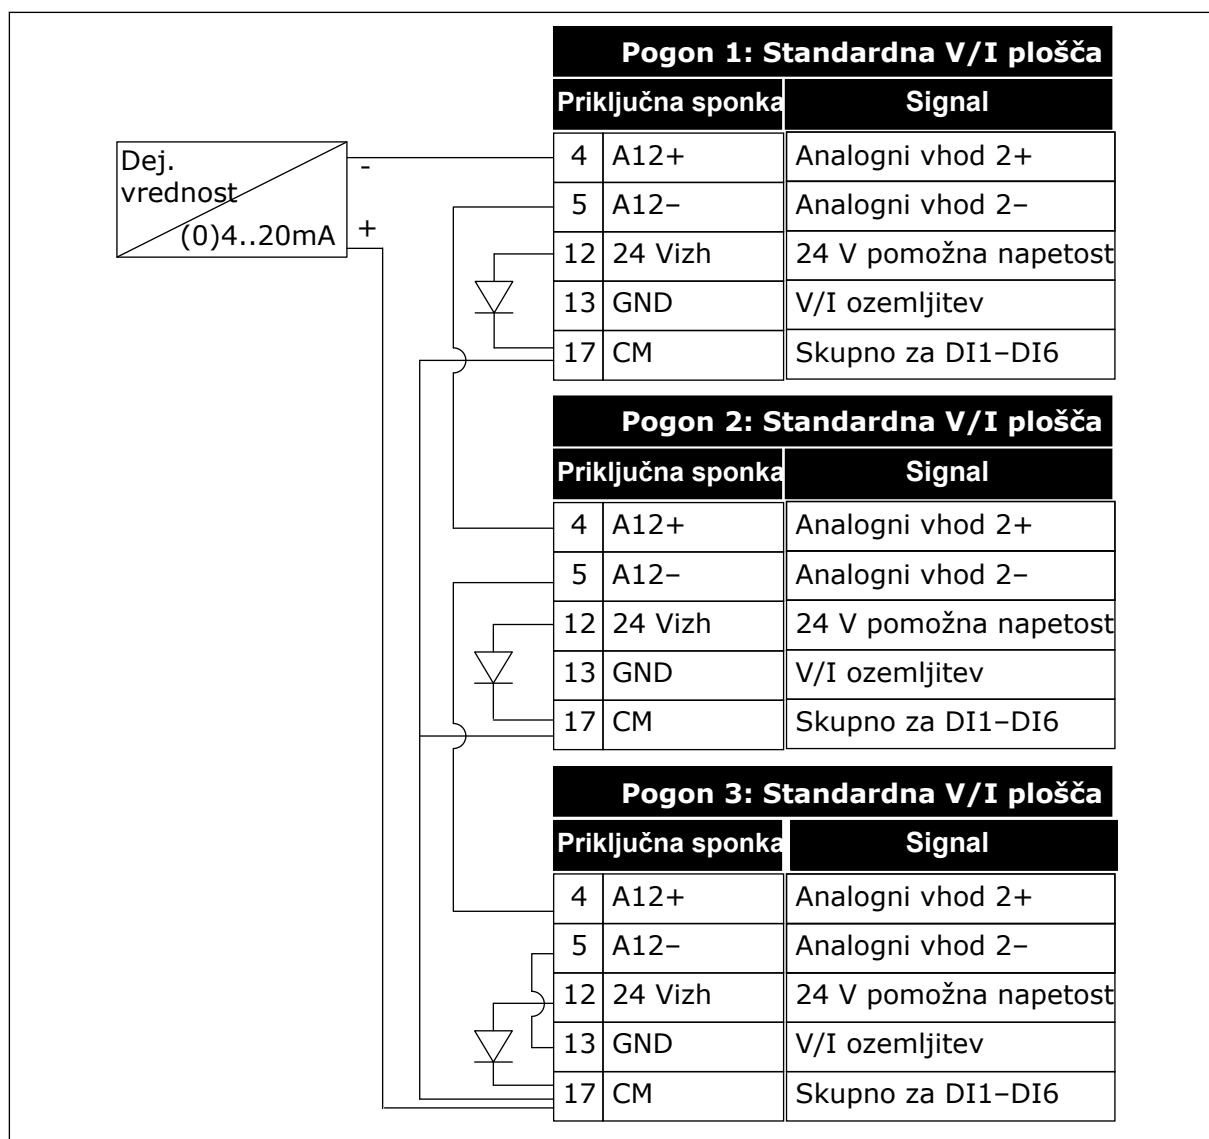 Pogon 1: Standardna V/I plošča
Priključna sponka Signal
Dej.
vrednost
(0)4..20mA
-
+
4 A12+ Analogni vhod 2+
5 A12– Analogni vhod 2–
12 24 Vizh 24 V pomožna napetost
13 GND V/I ozemljitev
17 CM Skupno za DI1–DI6
Pogon 2: Standardna V/I plošča
Priključna sponka Signal
4 A12+ Analogni vhod 2+
5 A12– Analogni vhod 2–
12 24 Vizh 24 V pomožna napetost
13 GND V/I ozemljitev
17 CM Skupno za DI1–DI6
Pogon 3: Standardna V/I plošča
Priključna sponka Signal
4 A12+ Analogni vhod 2+
5 A12– Analogni vhod 2–
12 24 Vizh 24 V pomožna napetost
13 GND V/I ozemljitev
17 CM Skupno za DI1–DI6